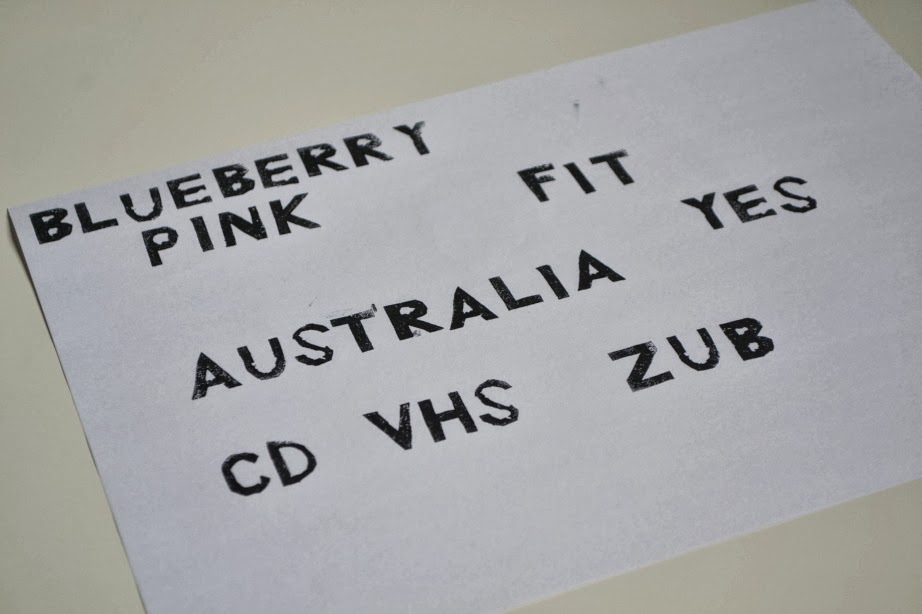 BLUEBERRY
PINK FIT YES
AUSTRALIA
CD VHS ZUB